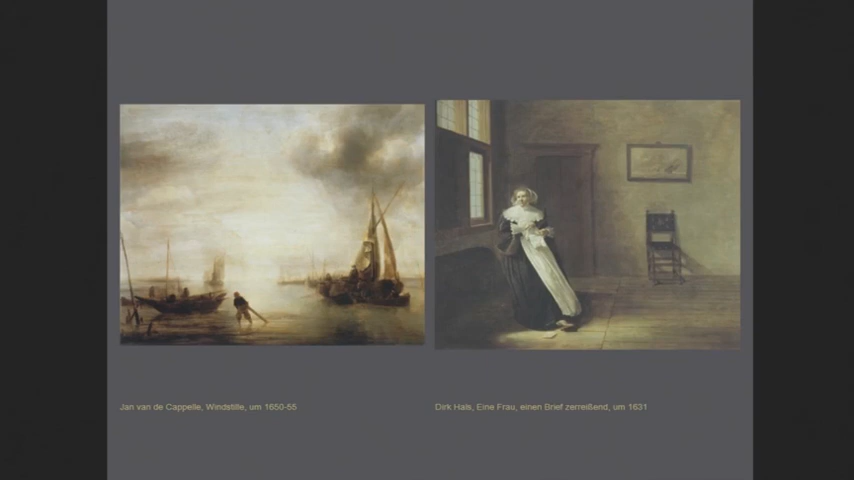 Jan van de Cappelle, Windstille, um 1650-55
Dirk Hals, Eine Frau, einen Brief zerreißend, um 1631